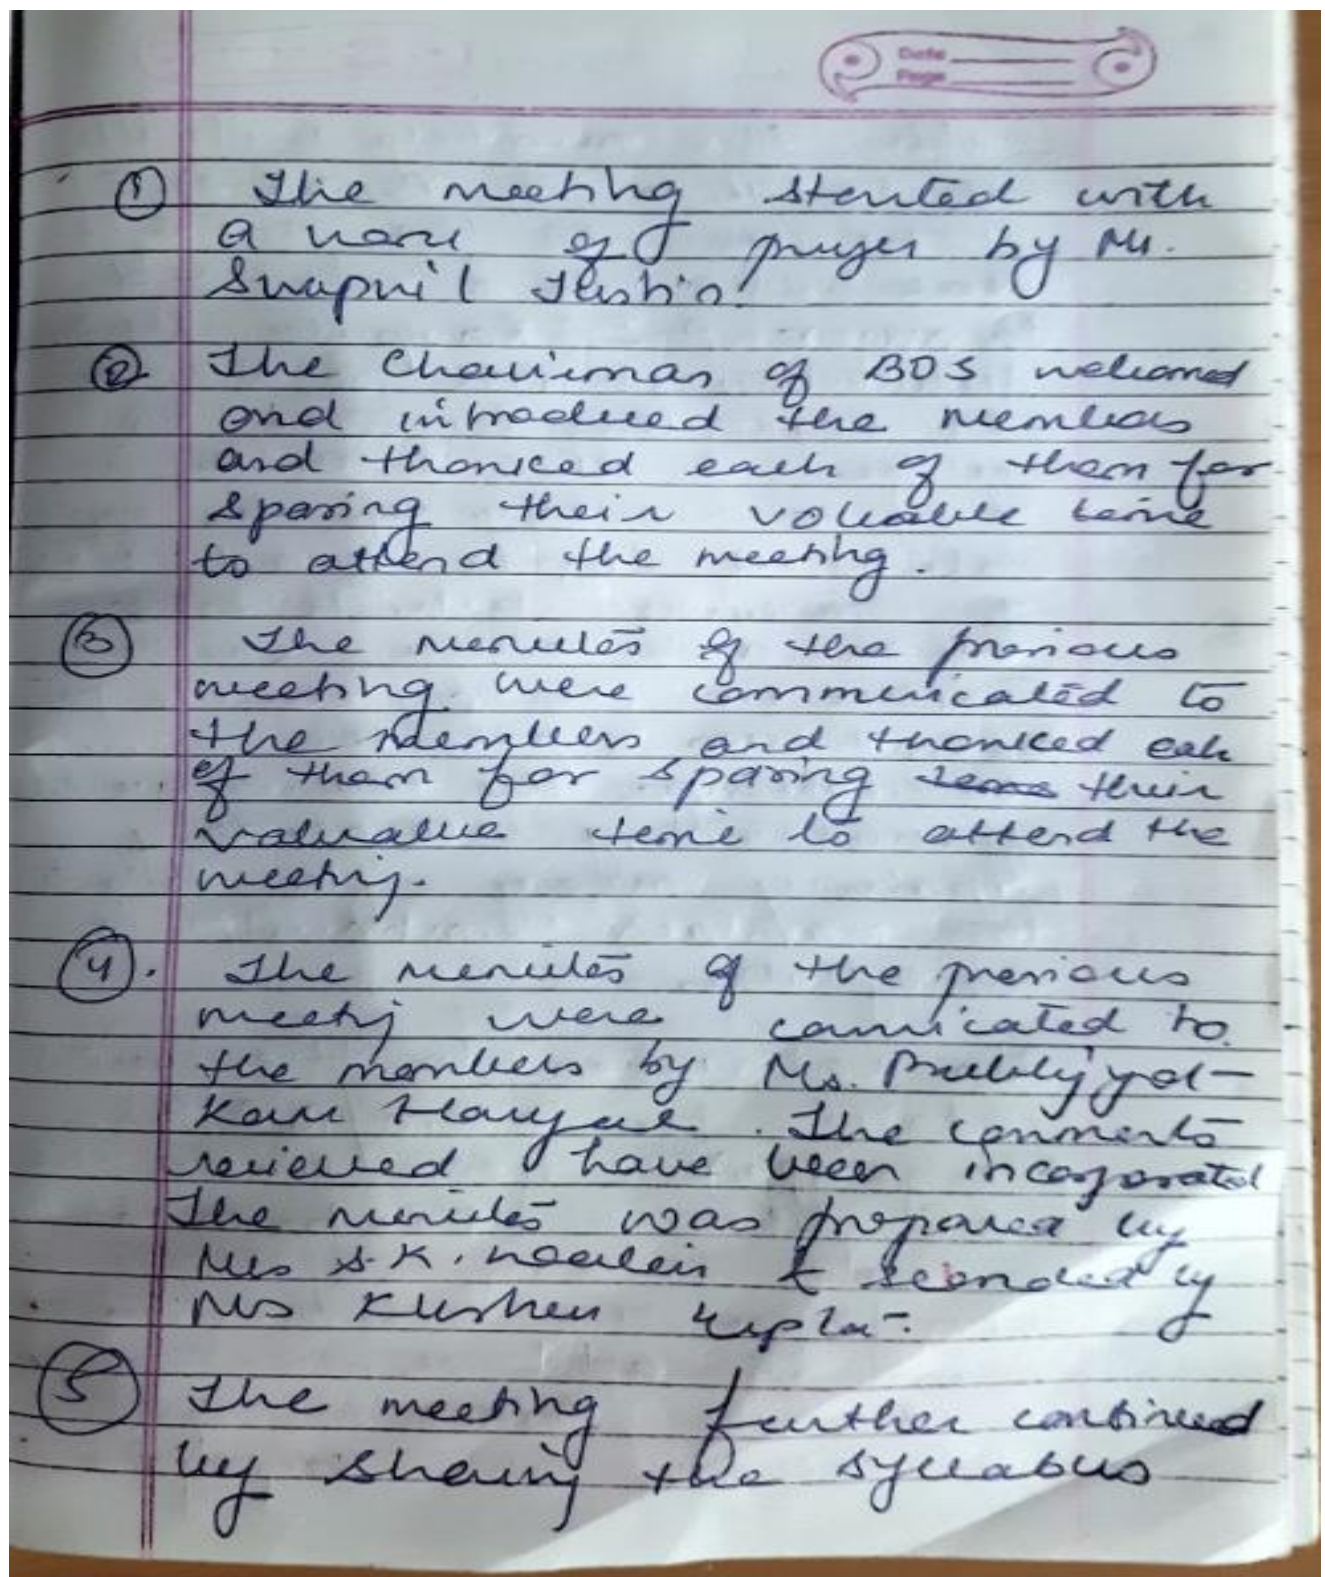 Date
Page
① The meeting started with
a word of prayer by Mr.
Swapnil
② The Chairman of BOS welcomed
and introduced the members
and thanked each of them for
sparing their valuable time
to attend the meeting.
③ The minutes of the previous
meeting were communicated to
the members and thanked each
of them for sparing their
valuable time to attend the
meeting.
④. The minutes of the previous
meeting were comunicated to
the members by Ms.
Kaur . The comments
received have been incorporated
The minutes was prepared by
Mrs S.K. & seconded by
Ms
⑤ The meeting further continued
by sharing the syllabus